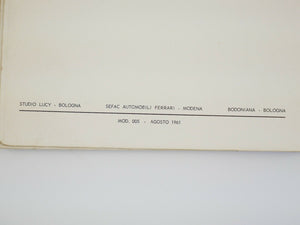 STUDIO LUCY - BOLOGNA SEFAC AUTOMOBILI FERRARI - MODENA BODONIANA - BOLOGNA
MOD. 005 - AGOSTO 1961